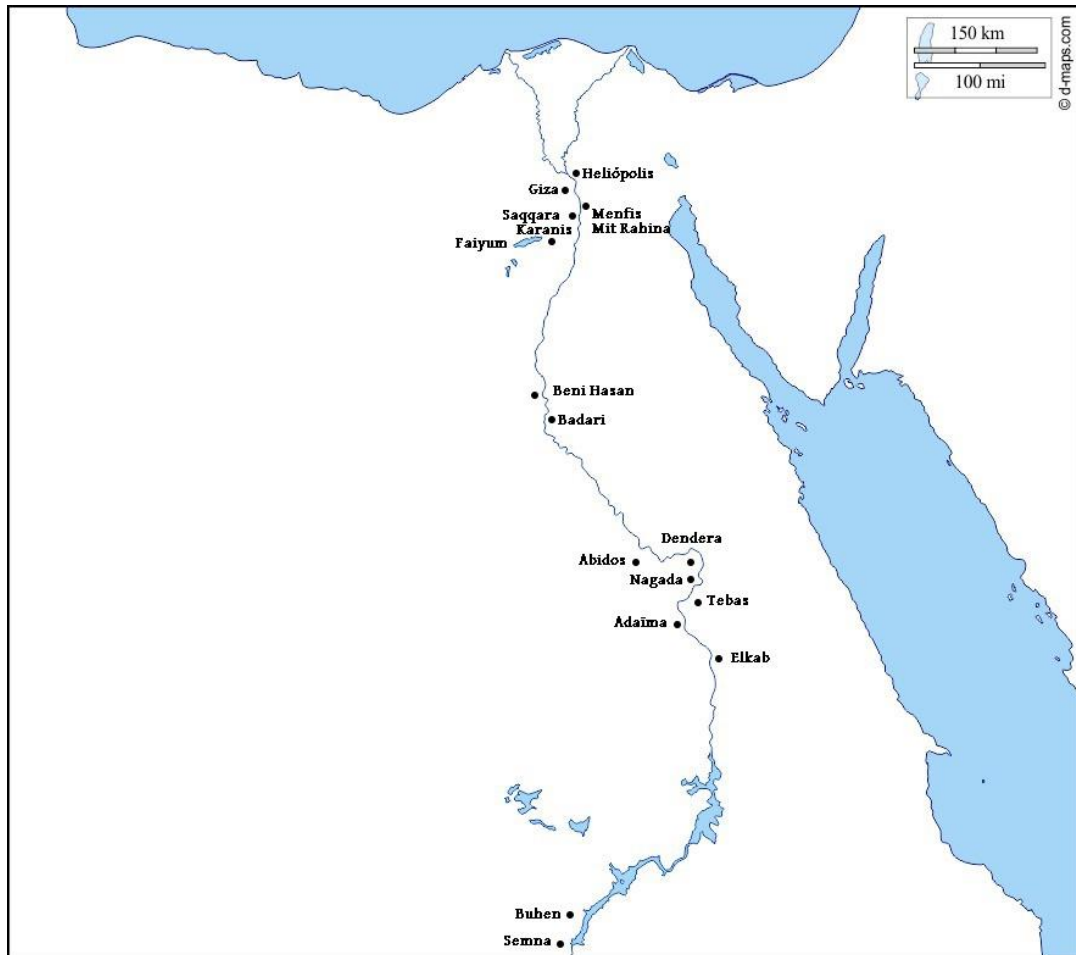 150 km
100 mi
© d-maps.com
Heliópolis
Giza
Saqqara
Menfis
Mit Rahina
Karanis
Faiyum
Beni Hasan
Badari
Dendera
Abidos
Nagada
Tebas
Adaïma
Elkab
Buhen
Semna